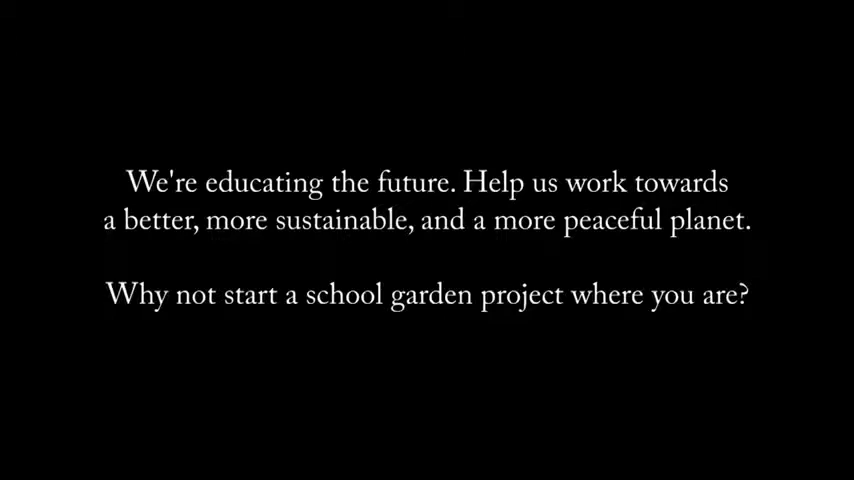 We're educating the future. Help us work towards
a better, more sustainable, and a more peaceful planet.
Why not start a school garden project where you are?